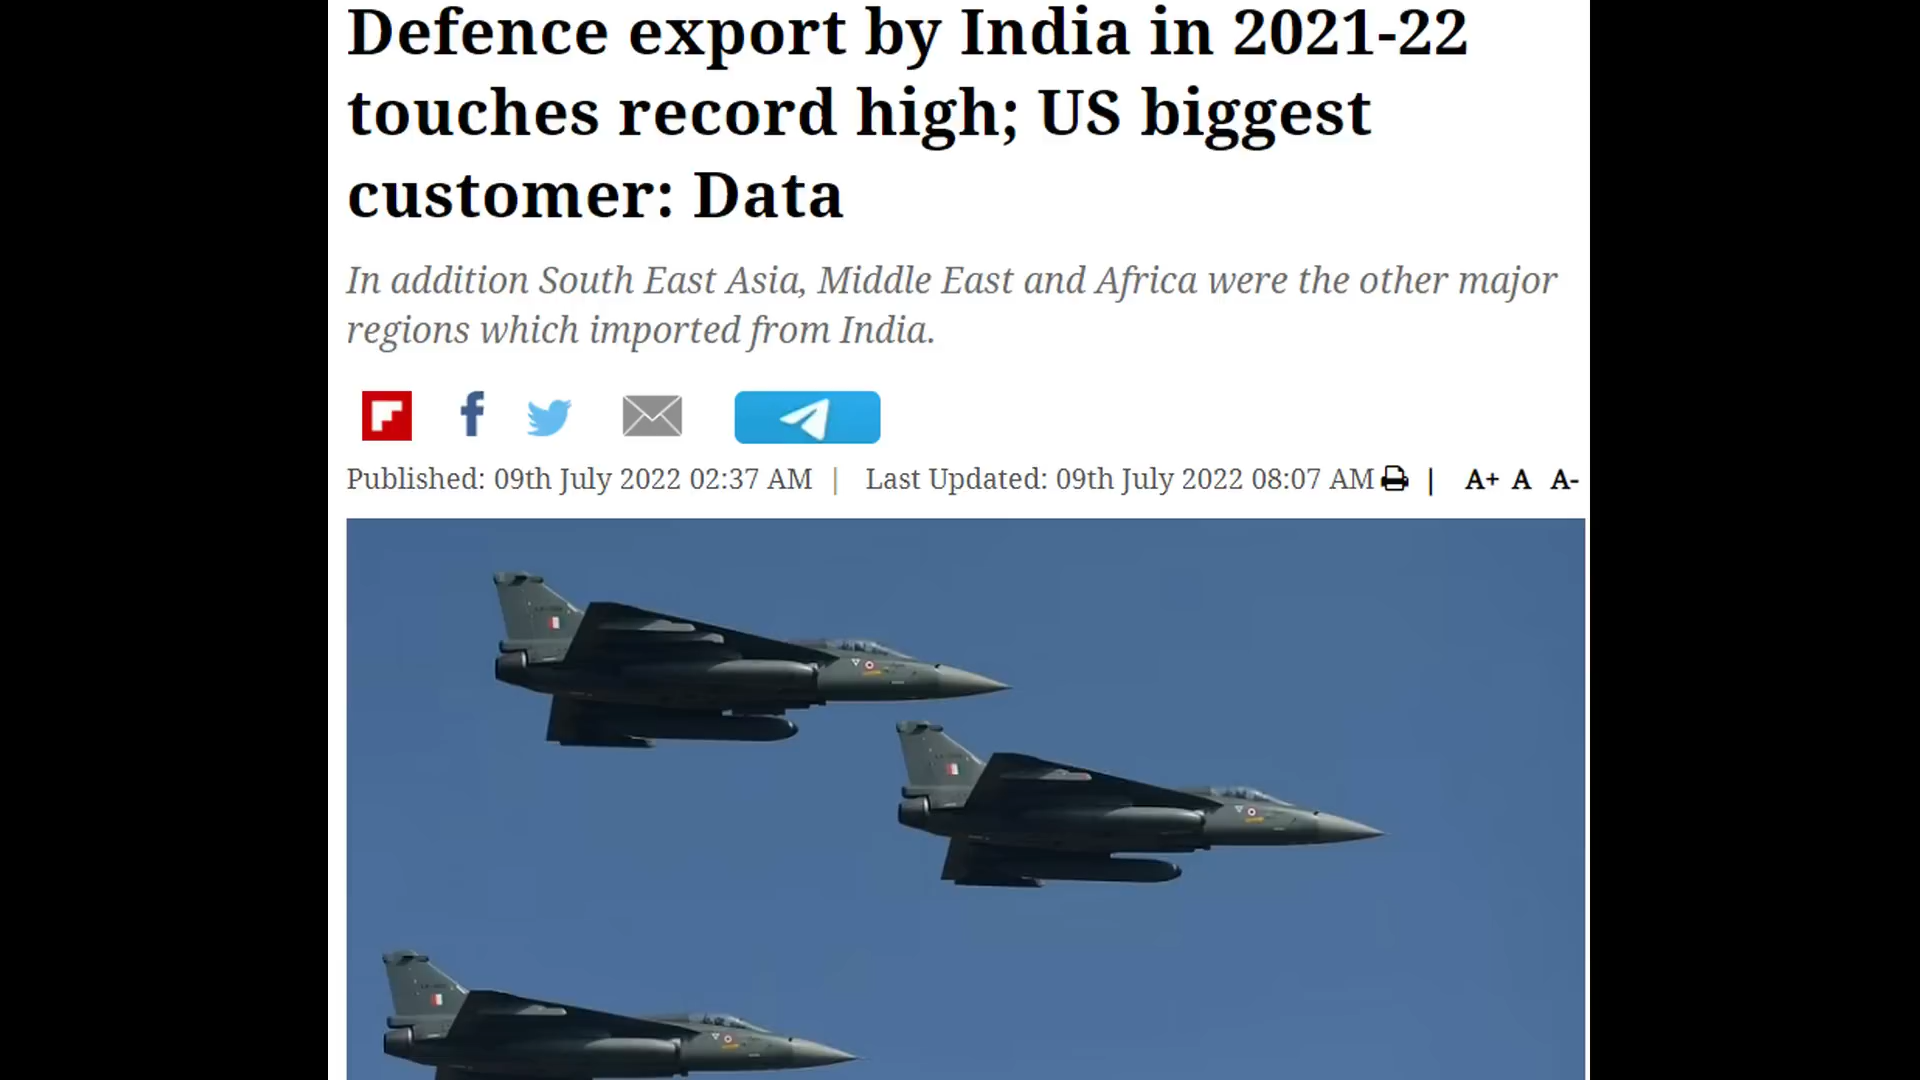 Defence export by India in 2021-22
touches record high; US biggest
customer: Data
In addition South East Asia, Middle East and Africa were the other major
regions which imported from India.
Published: 09th July 2022 02:37 AM | Last Updated: 09th July 2022 08:07 AM | A+ A A-